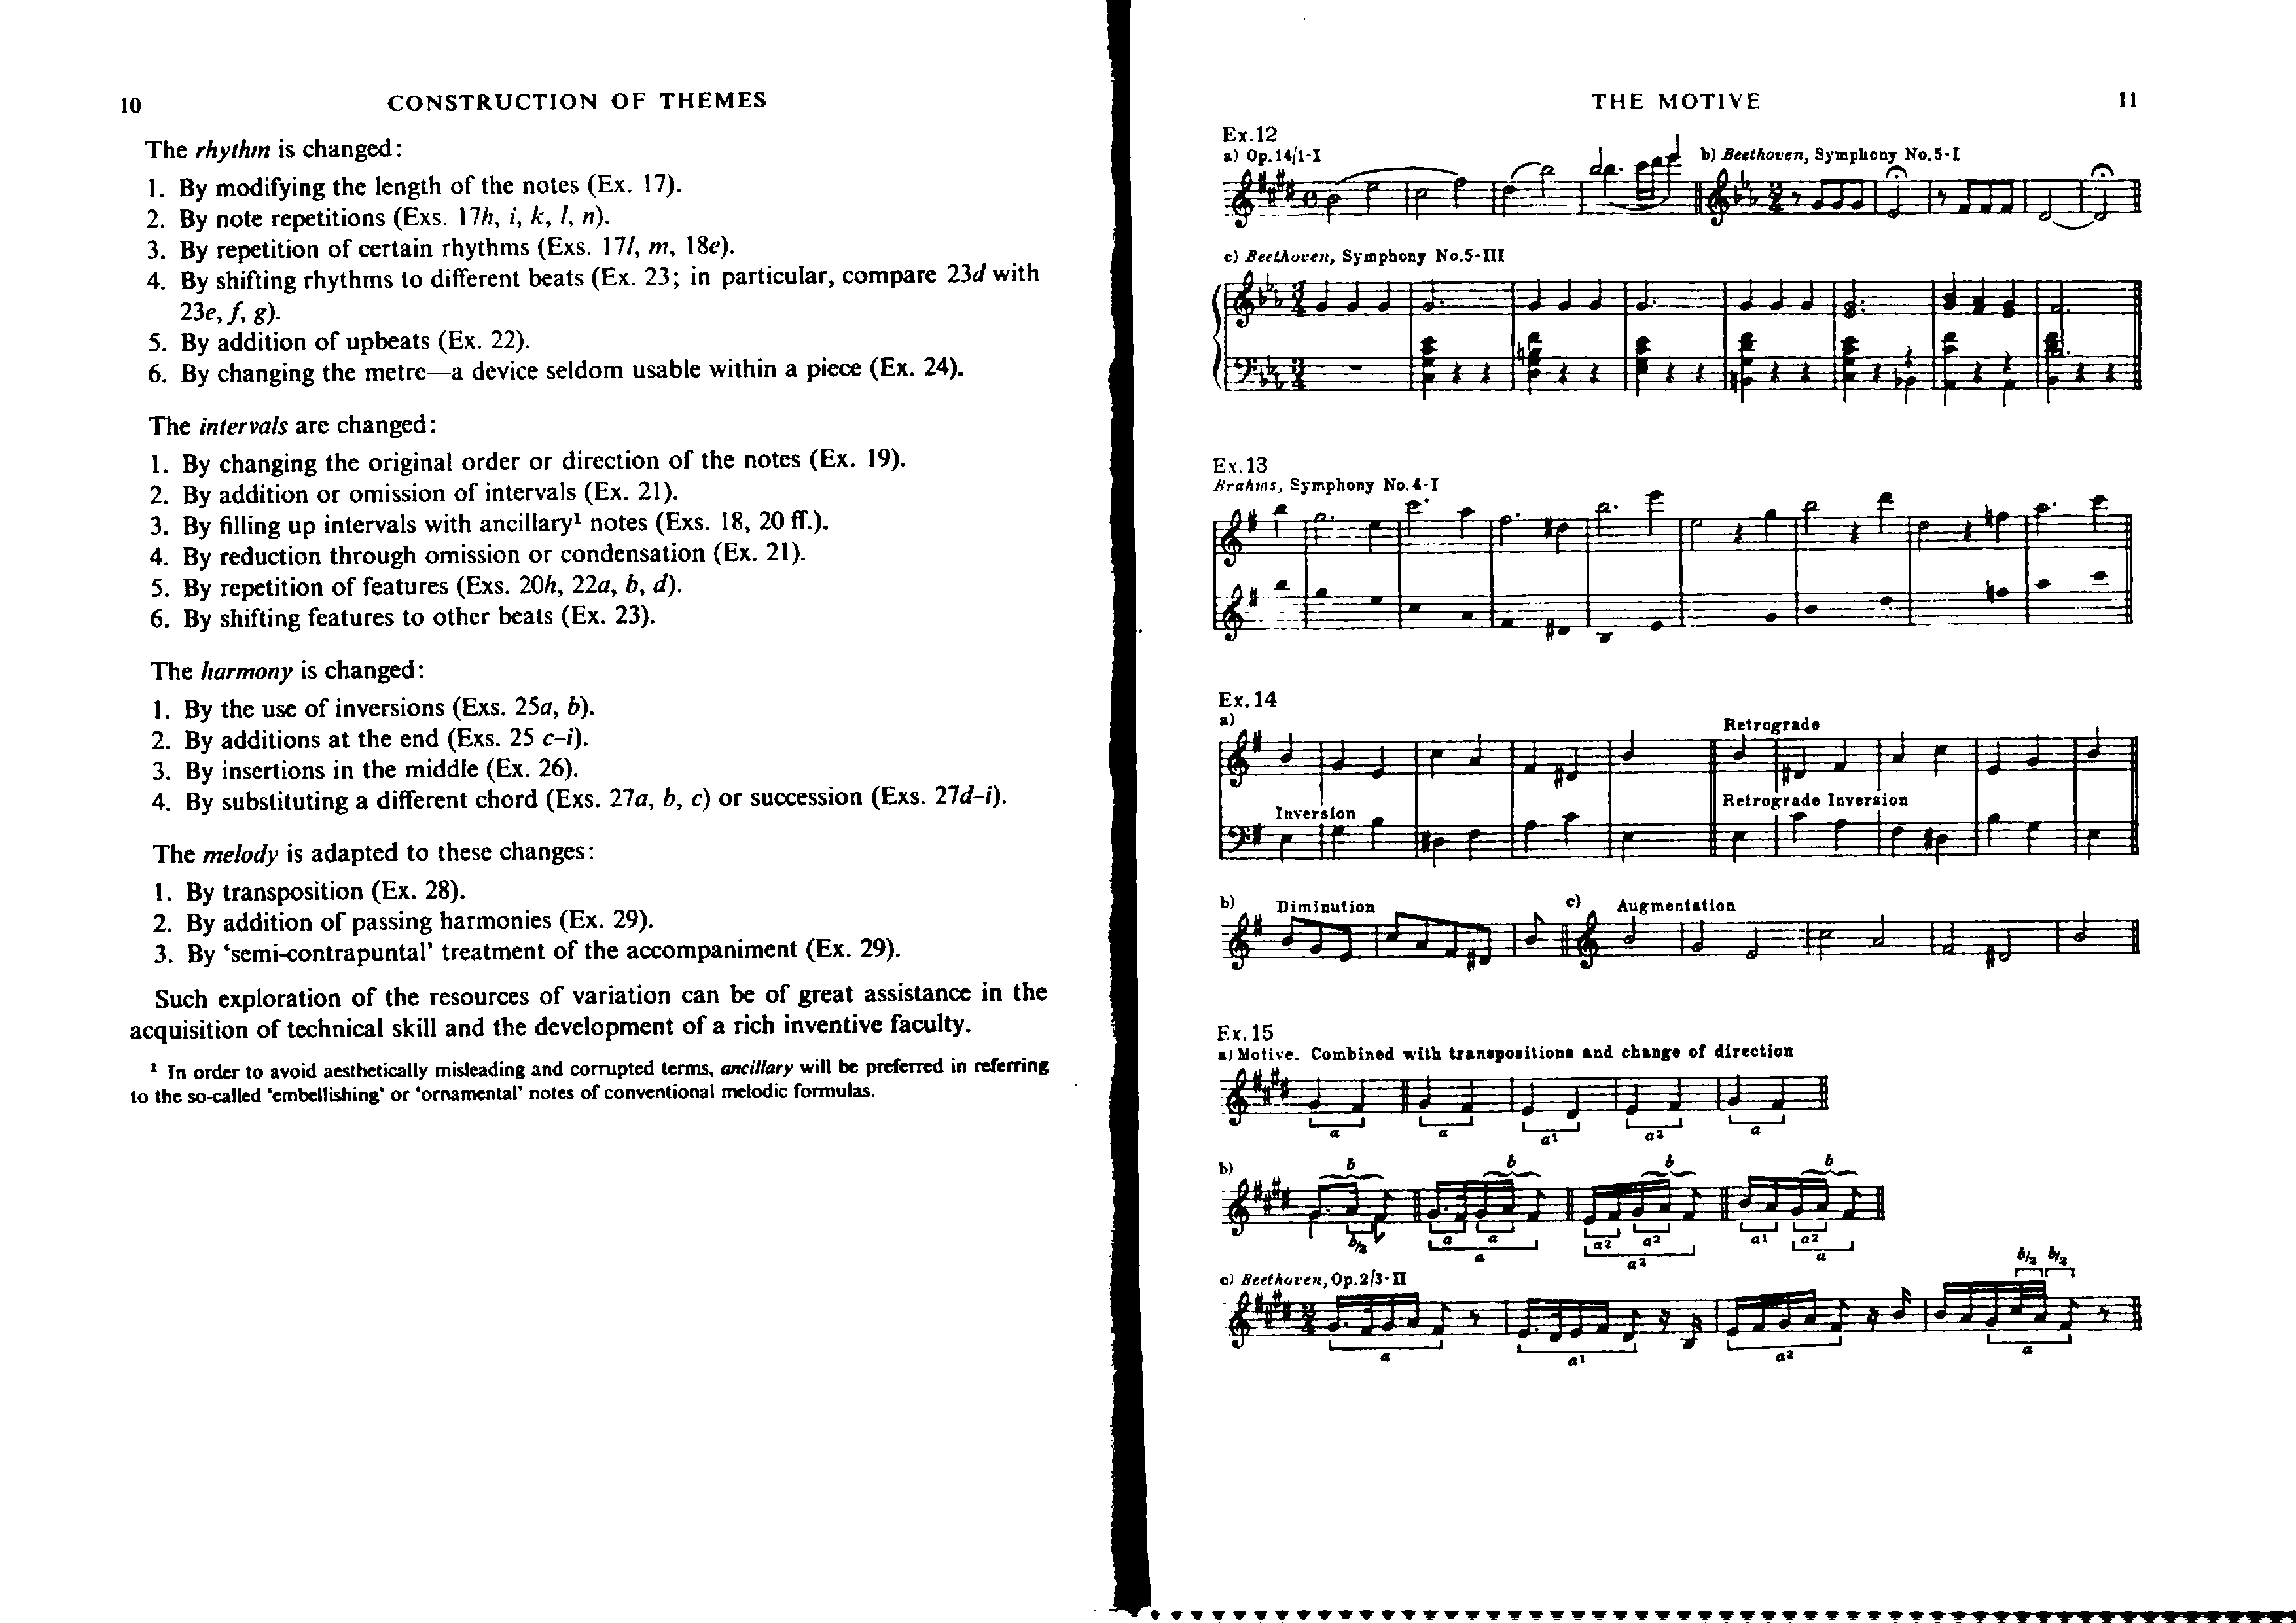 10 CONSTRUCTION OF THEMES
The rhythm is changed:
1. By modifying the length of the notes (Ex. 17).
2. By note repetitions (Exs. 17h, i, k, l, n).
3. By repetition of certain rhythms (Exs. 17l, m, 18e).
4. By shifting rhythms to different beats (Ex. 23; in particular, compare 23d with
23e, f, g).
5. By addition of upbeats (Ex. 22).
6. By changing the metre—a device seldom usable within a piece (Ex. 24).
The intervals are changed:
1. By changing the original order or direction of the notes (Ex. 19).
2. By addition or omission of intervals (Ex. 21).
3. By filling up intervals with ancillary¹ notes (Exs. 18, 20 ff.).
4. By reduction through omission or condensation (Ex. 21).
5. By repetition of features (Exs. 20h, 22a, b, d).
6. By shifting features to other beats (Ex. 23).
The harmony is changed:
1. By the use of inversions (Exs. 25a, b).
2. By additions at the end (Exs. 25 c–i).
3. By insertions in the middle (Ex. 26).
4. By substituting a different chord (Exs. 27a, b, c) or succession (Exs. 27d–i).
The melody is adapted to these changes:
1. By transposition (Ex. 28).
2. By addition of passing harmonies (Ex. 29).
3. By ‘semi-contrapuntal’ treatment of the accompaniment (Ex. 29).
Such exploration of the resources of variation can be of great assistance in the
acquisition of technical skill and the development of a rich inventive faculty.
¹ In order to avoid aesthetically misleading and corrupted terms, ancillary will be preferred in referring
to the so-called ‘embellishing’ or ‘ornamental’ notes of conventional melodic formulas.
THE MOTIVE 11
Ex.12
a) Op.14/1-I b) Beethoven, Symphony No.5-I
c) Beethoven, Symphony No.5-III
Ex.13
Brahms, Symphony No.4-I
Ex.14
a)
Retrograde
Inversion Retrograde Inversion
b) Diminution c) Augmentation
Ex.15
a) Motive. Combined with transpositions and change of direction
a a a¹ a² a
b) b b b b
b/2 a a a² a² a¹ a²
a a² a
b/2 b/2
c) Beethoven, Op.2/3-II
2/4
a a¹ a² a